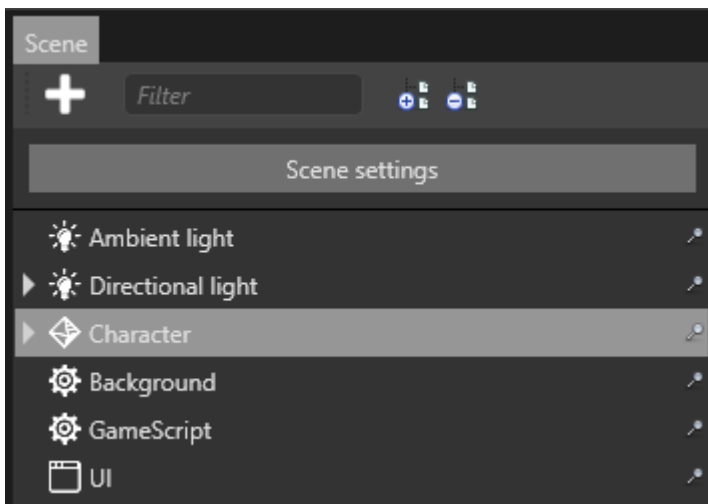 Scene
Filter
Scene settings
Ambient light
Directional light
Character
Background
GameScript
UI